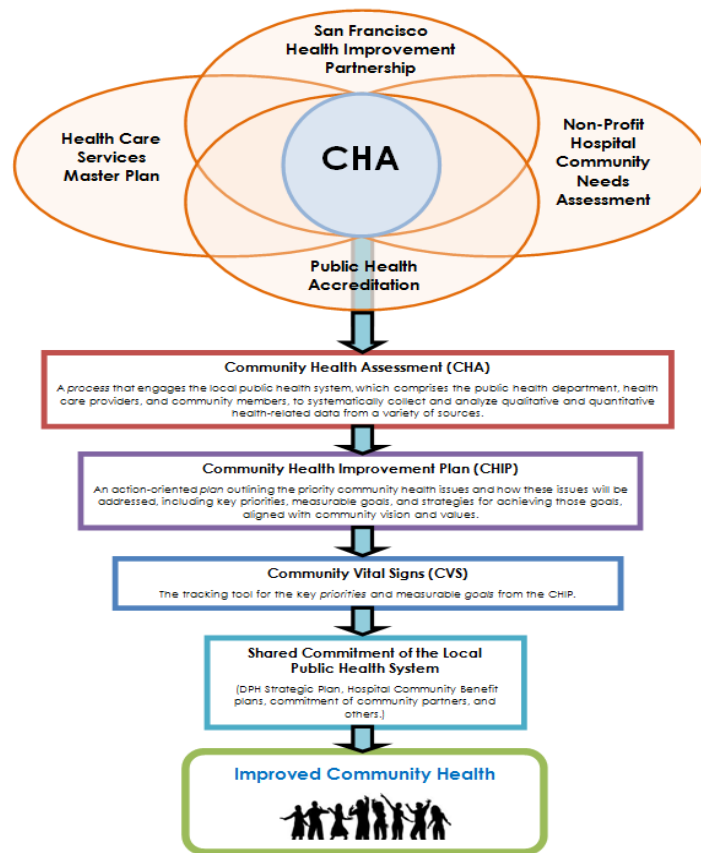 San Francisco
Health Improvement
Partnership
Health Care
Services
Master Plan
CHA
Non-Profit
Hospital
Community
Needs
Assessment
Public Health
Accreditation
Community Health Assessment (CHA)
A process that engages the local public health system, which comprises the public health department, health
care providers, and community members, to systematically collect and analyze qualitative and quantitative
health-related data from a variety of sources.
Community Health Improvement Plan (CHIP)
An action-oriented plan outlining the priority community health issues and how these issues will be
addressed, including key priorities, measurable goals, and strategies for achieving those goals,
aligned with community vision and values.
Community Vital Signs (CVS)
The tracking tool for the key priorities and measurable goals from the CHIP.
Shared Commitment of the Local
Public Health System
(DPH Strategic Plan, Hospital Community Benefit
plans, commitment of community partners, and
others.)
Improved Community Health